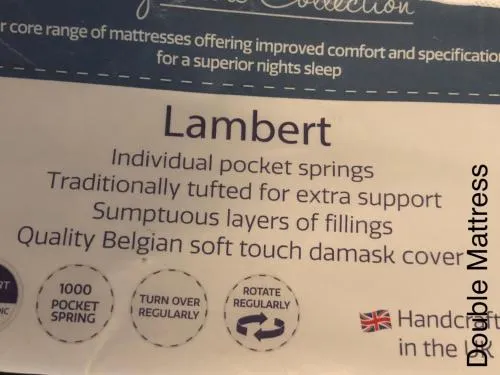 Collection
r core range of mattresses offering improved comfort and specification
for a superior nights sleep
Lambert
Individual pocket springs
Traditionally tufted for extra support
Sumptuous layers of fillings
Quality Belgian soft touch damask cover
RT
IC
1000
POCKET
SPRING
TURN OVER
REGULARLY
ROTATE
REGULARLY
Handcraft
in the UK
Double Mattress